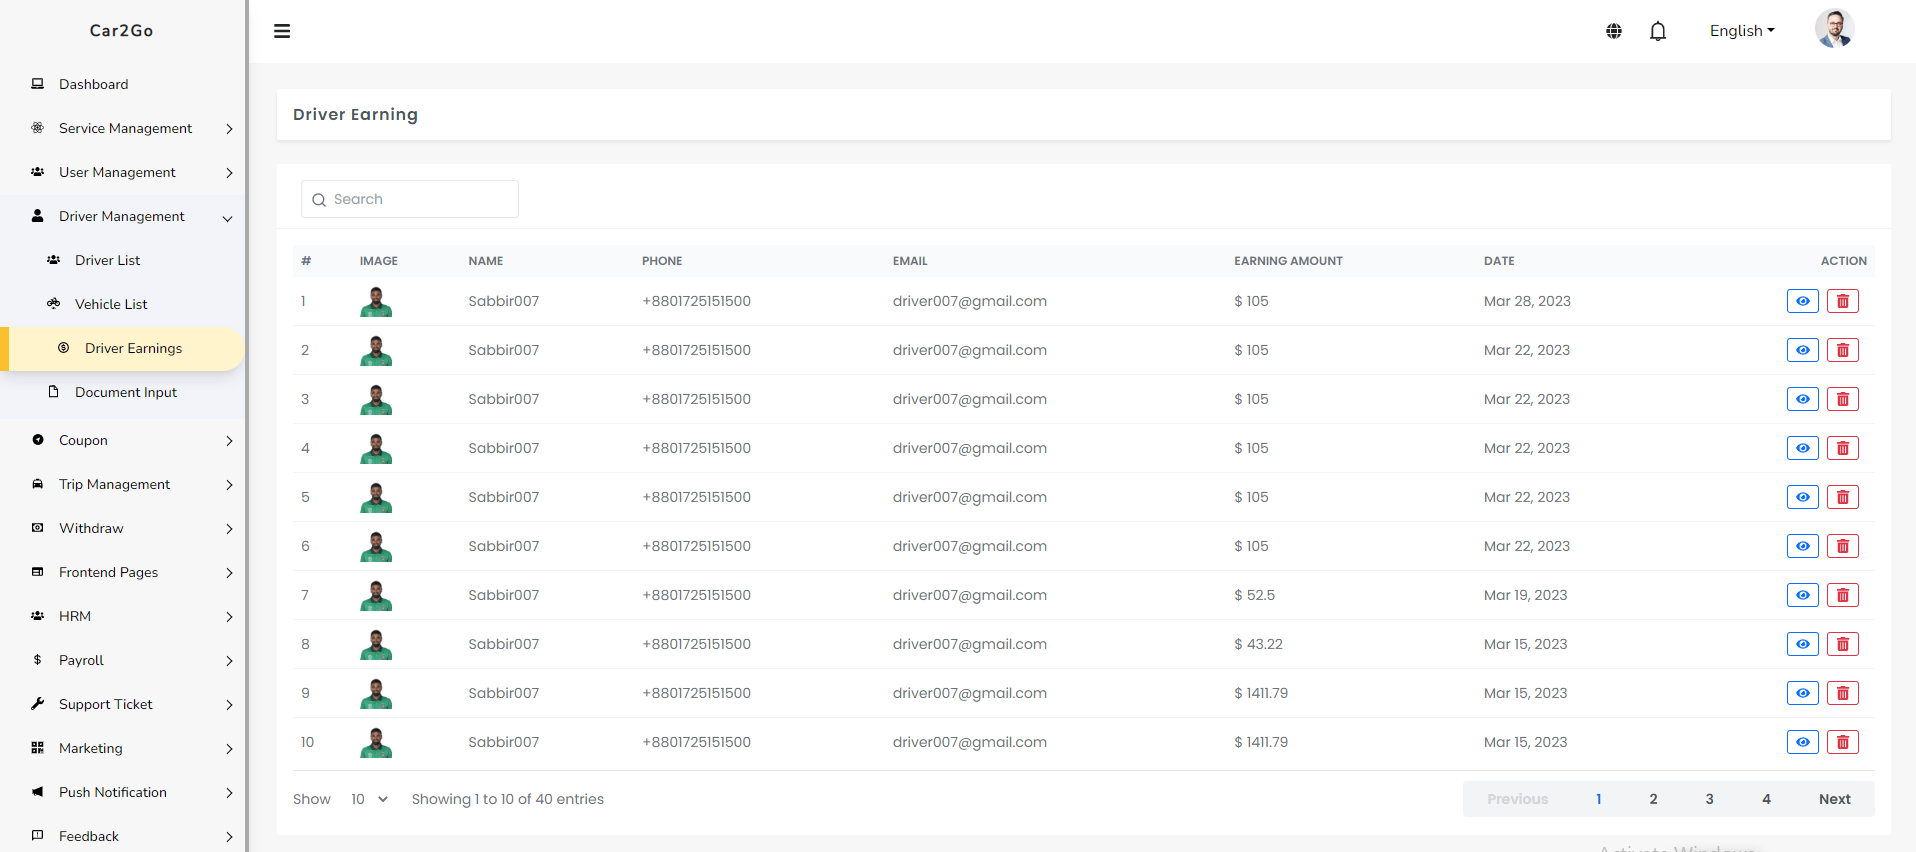 Car2Go
English
Dashboard
Service Management
User Management
Driver Management
Driver List
Vehicle List
Driver Earnings
Document Input
Coupon
Trip Management
Withdraw
Frontend Pages
HRM
Payroll
Support Ticket
Marketing
Push Notification
Feedback
Driver Earning
Search
# IMAGE NAME PHONE EMAIL EARNING AMOUNT DATE ACTION
1 Sabbir007 +8801725151500 driver007@gmail.com $ 105 Mar 28, 2023
2 Sabbir007 +8801725151500 driver007@gmail.com $ 105 Mar 22, 2023
3 Sabbir007 +8801725151500 driver007@gmail.com $ 105 Mar 22, 2023
4 Sabbir007 +8801725151500 driver007@gmail.com $ 105 Mar 22, 2023
5 Sabbir007 +8801725151500 driver007@gmail.com $ 105 Mar 22, 2023
6 Sabbir007 +8801725151500 driver007@gmail.com $ 105 Mar 22, 2023
7 Sabbir007 +8801725151500 driver007@gmail.com $ 52.5 Mar 19, 2023
8 Sabbir007 +8801725151500 driver007@gmail.com $ 43.22 Mar 15, 2023
9 Sabbir007 +8801725151500 driver007@gmail.com $ 1411.79 Mar 15, 2023
10 Sabbir007 +8801725151500 driver007@gmail.com $ 1411.79 Mar 15, 2023
Show 10 Showing 1 to 10 of 40 entries Previous 1 2 3 4 Next
Activate Windows